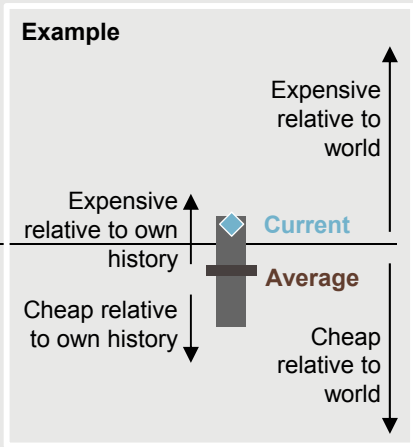 Example
Expensive
relative to
world
Expensive
relative to own
history
Current
Average
Cheap relative
to own history
Cheap
relative to
world